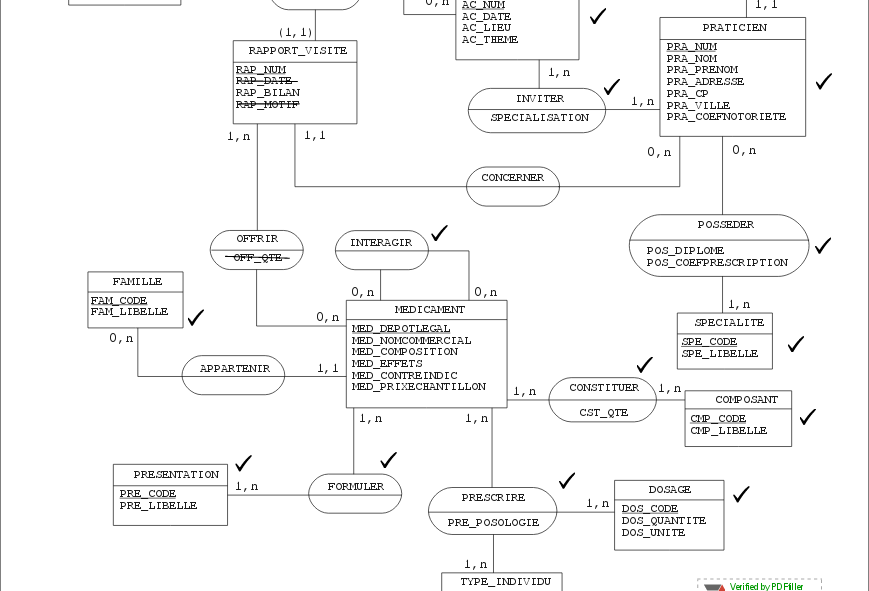 0,n
AC_NUM
AC_DATE
AC_LIEU
AC_THEME
1,1
(1,1)
RAPPORT_VISITE
RAP_NUM
RAP_DATE
RAP_BILAN
RAP_MOTIF
PRATICIEN
PRA_NUM
PRA_NOM
PRA_PRENOM
PRA_ADRESSE
PRA_CP
PRA_VILLE
PRA_COEFNOTORIETE
1,n
INVITER
SPECIALISATION
1,n
1,n
1,1
0,n
0,n
CONCERNER
OFFRIR
OFF_QTE
INTERAGIR
POSSEDER
POS_DIPLOME
POS_COEFPRESCRIPTION
FAMILLE
FAM_CODE
FAM_LIBELLE
0,n
0,n
0,n
1,n
MEDICAMENT
MED_DEPOTLEGAL
MED_NOMCOMMERCIAL
MED_COMPOSITION
MED_EFFETS
MED_CONTREINDIC
MED_PRIXECHANTILLON
SPECIALITE
SPE_CODE
SPE_LIBELLE
0,n
APPARTENIR
1,1
1,n
CONSTITUER
CST_QTE
1,n
COMPOSANT
CMP_CODE
CMP_LIBELLE
1,n
1,n
PRESENTATION
PRE_CODE
PRE_LIBELLE
1,n
FORMULER
PRESCRIRE
PRE_POSOLOGIE
1,n
DOSAGE
DOS_CODE
DOS_QUANTITE
DOS_UNITE
1,n
TYPE_INDIVIDU
Verified by PDFfiller